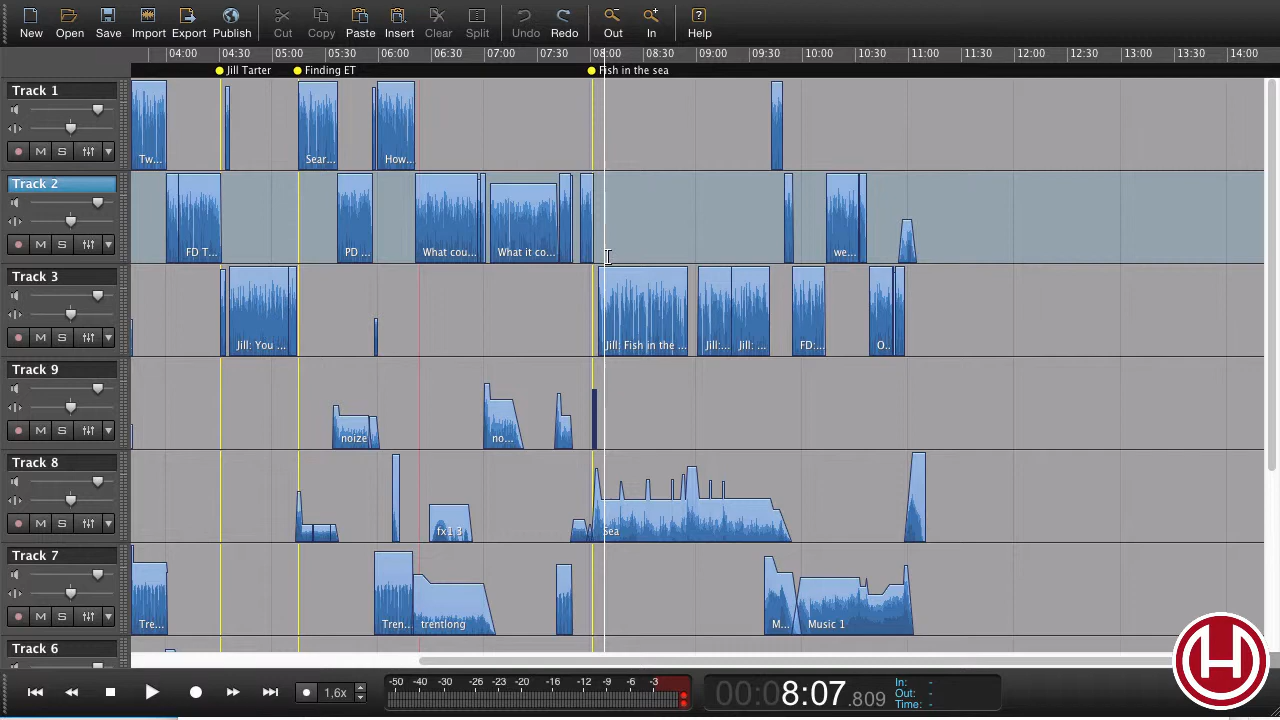 New Open Save Import Export Publish Cut Copy Paste Insert Clear Split Undo Redo Out In Help
04:00 04:30 05:00 05:30 06:00 06:30 07:00 07:30 08:00 08:30 09:00 09:30 10:00 10:30 11:00 11:30 12:00 12:30 13:00 13:30 14:00
Jill Tarter Finding ET Fish in the sea
Track 1
M S
Tw... Sear... How...
Track 2
M S
FD T... PD ... What cou... What it co... we...
Track 3
M S
Jill: You ... Jill: Fish in the ... Jill:... Jill: ... FD:... O...
Track 9
M S
noize no...
Track 8
M S
fx1 3 Sea
Track 7
M S
Tre... Tren... trentlong M... Music 1
Track 6
H
1,6x
-50 -40 -30 -26 -20 -16 -12 -9 -6 -3
00:08:07.809
In: -
Out: -
Time: -